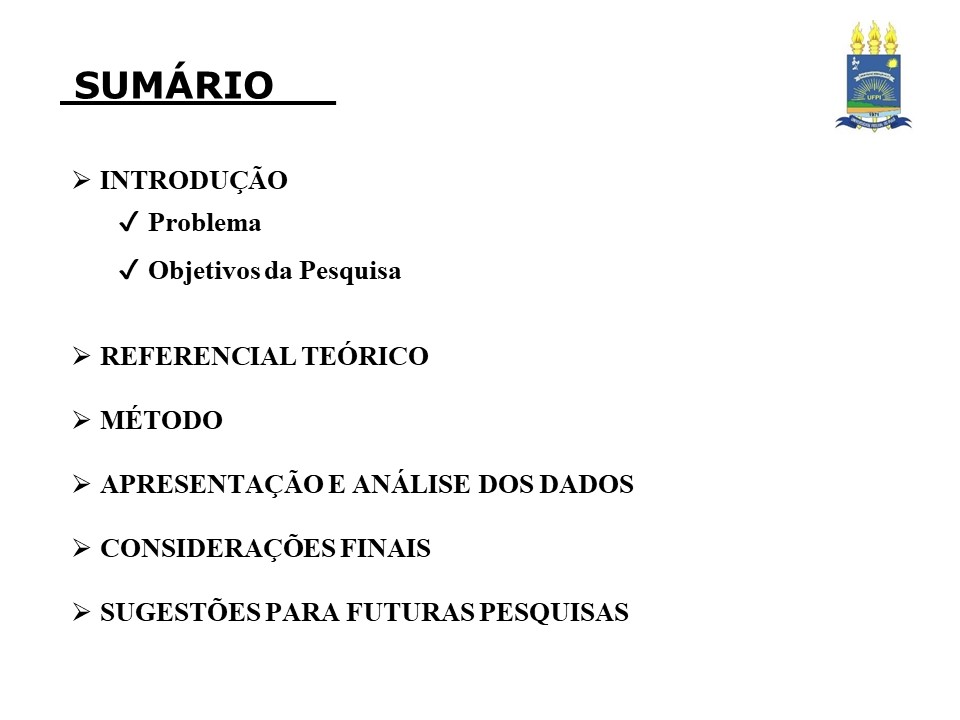 SUMÁRIO
UFPI
1971
➢ INTRODUÇÃO
✓ Problema
✓ Objetivos da Pesquisa
➢ REFERENCIAL TEÓRICO
➢ MÉTODO
➢ APRESENTAÇÃO E ANÁLISE DOS DADOS
➢ CONSIDERAÇÕES FINAIS
➢ SUGESTÕES PARA FUTURAS PESQUISAS